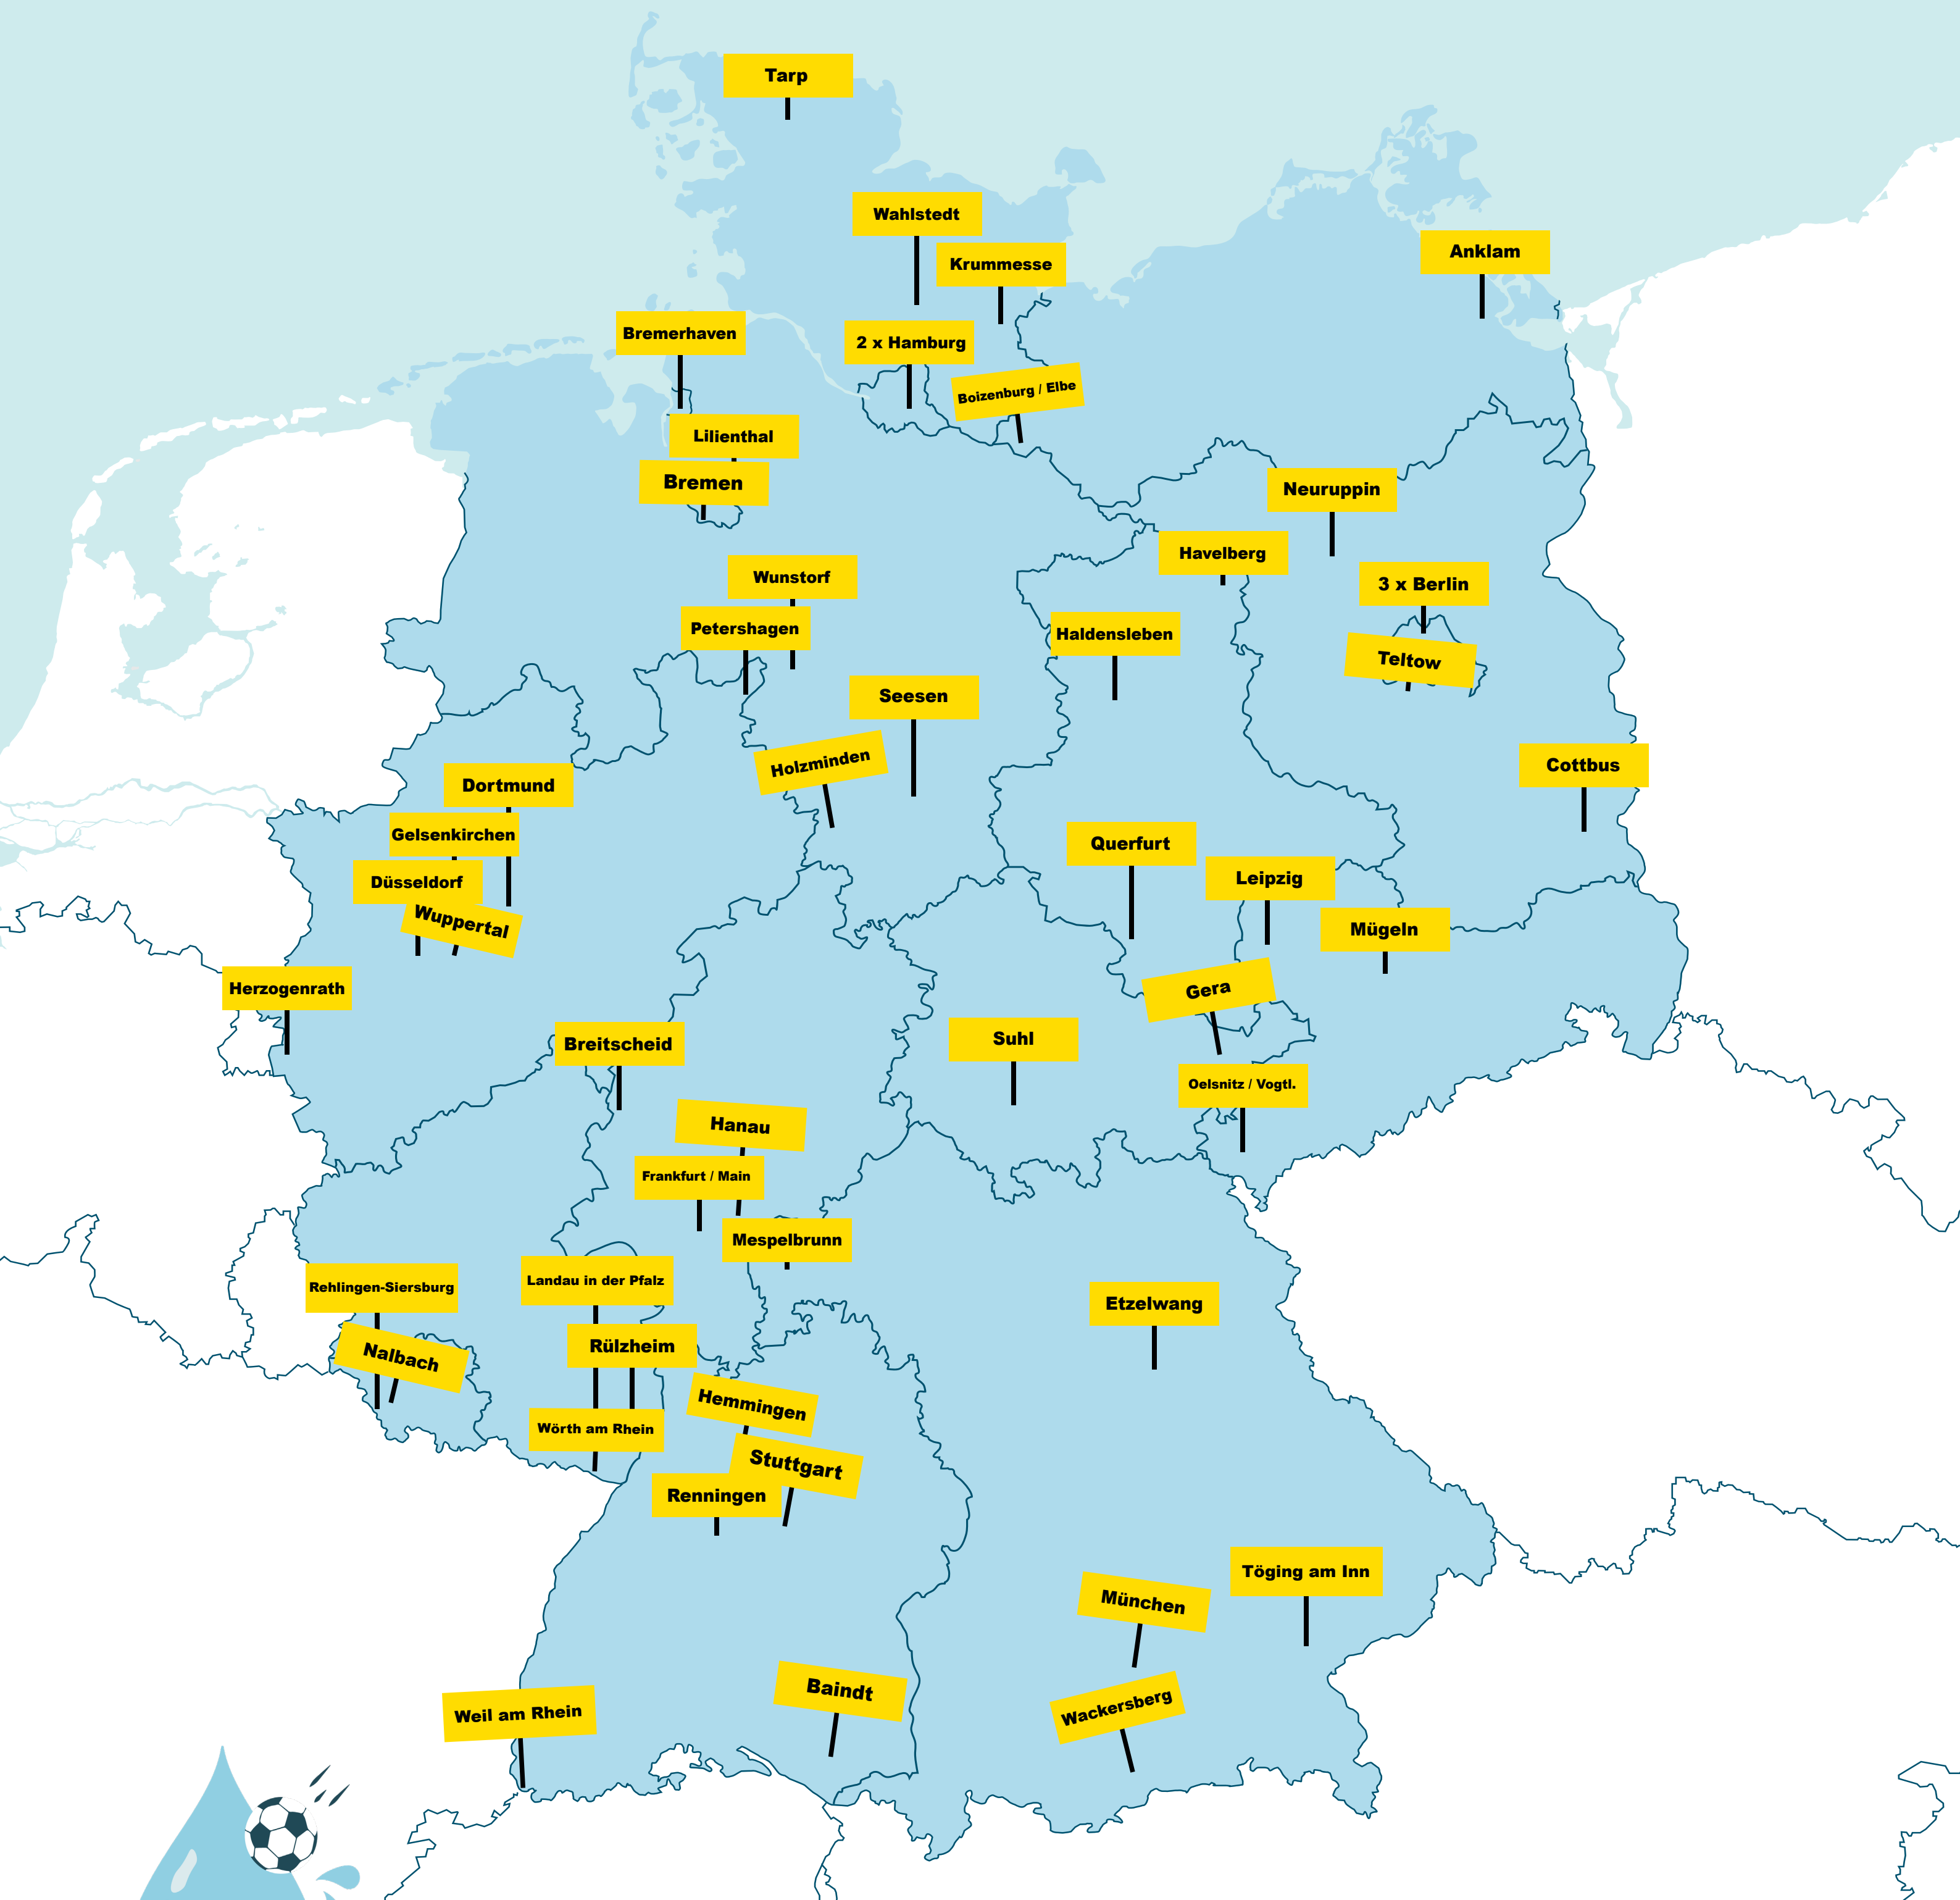 Tarp
Wahlstedt
Anklam
Krummesse
Bremerhaven
2 x Hamburg
Boizenburg / Elbe
Lilienthal
Bremen
Neuruppin
Havelberg
Wunstorf
3 x Berlin
Petershagen
Haldensleben
Teltow
Seesen
Holzminden
Cottbus
Dortmund
Gelsenkirchen
Querfurt
Düsseldorf
Leipzig
Wuppertal
Mügeln
Herzogenrath
Gera
Suhl
Breitscheid
Oelsnitz / Vogtl.
Hanau
Frankfurt / Main
Mespelbrunn
Landau in der Pfalz
Rehlingen-Siersburg
Etzelwang
Rülzheim
Nalbach
Hemmingen
Wörth am Rhein
Stuttgart
Renningen
Töging am Inn
München
Baindt
Wackersberg
Weil am Rhein